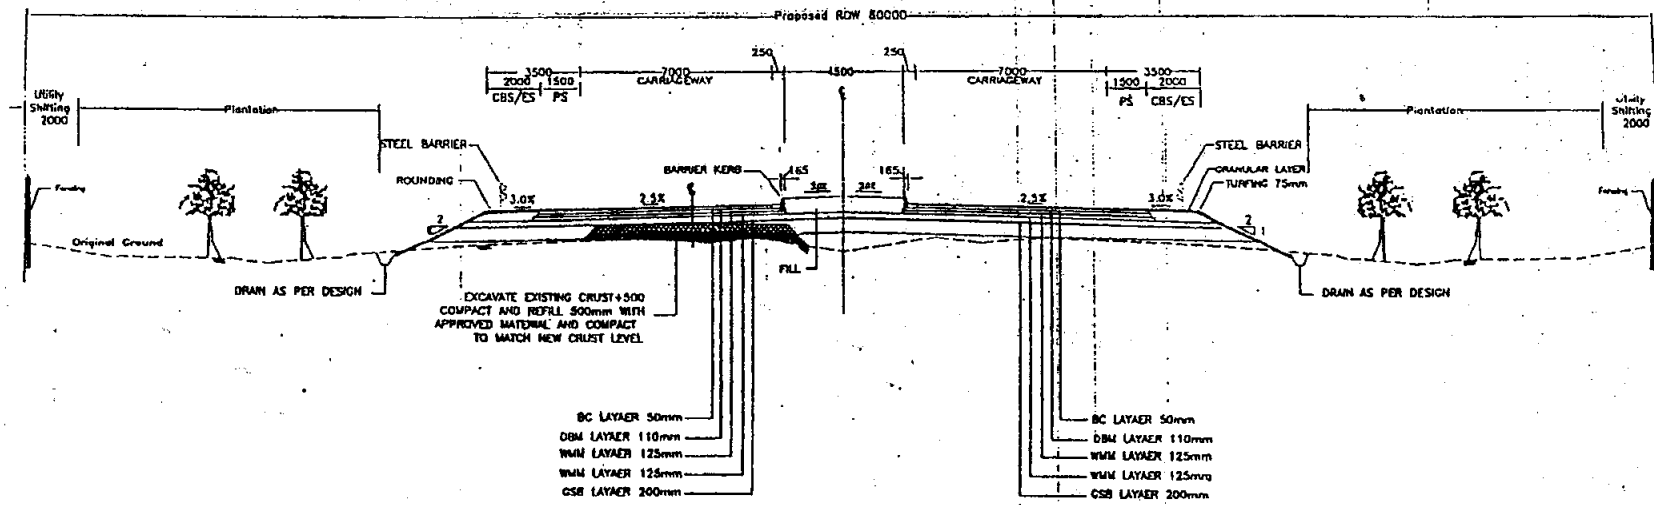 Proposed ROW 60000
250
250
3500
7000
4500
7000
3500
CARRIAGEWAY
CARRIAGEWAY
2000
1500
1500
2000
CBS/ES
PS
PS
CBS/ES
Utility
Shifting
2000
Plantation
Plantation
Utility
Shifting
2000
STEEL BARRIER
STEEL BARRIER
BARRIER KERB
165
165
GRANULAR LAYER
ROUNDING
TURFING 75mm
Fencing
Fencing
3.0%
2.5%
2.5%
3.0%
2
2
1
Original Ground
FILL
DRAIN AS PER DESIGN
DRAIN AS PER DESIGN
EXCAVATE EXISTING CRUST+500
COMPACT AND REFILL 500mm WITH
APPROVED MATERIAL AND COMPACT
TO MATCH NEW CRUST LEVEL
BC LAYAER 50mm
DBM LAYAER 110mm
WMM LAYAER 125mm
WMM LAYAER 125mm
GSB LAYAER 200mm
BC LAYAER 50mm
DBM LAYAER 110mm
WMM LAYAER 125mm
WMM LAYAER 125mm
GSB LAYAER 200mm